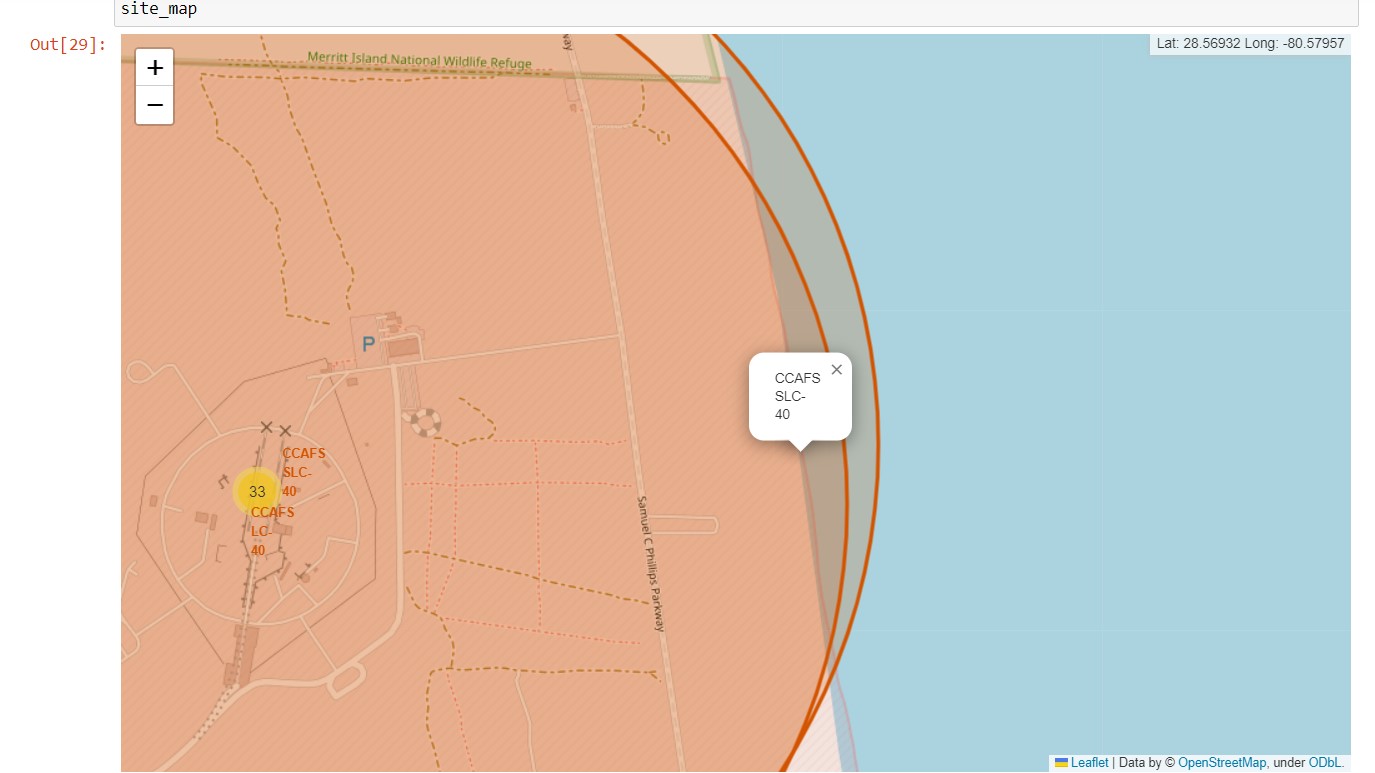 site_map
Out[29]:
Lat: 28.56932 Long: -80.57957
+
−
Merritt Island National Wildlife Refuge
way
P
CCAFS
SLC-
40
×
CCAFS
SLC-
40
33
CCAFS
LC-
40
Samuel C Phillips Parkway
Leaflet | Data by © OpenStreetMap, under ODbL.